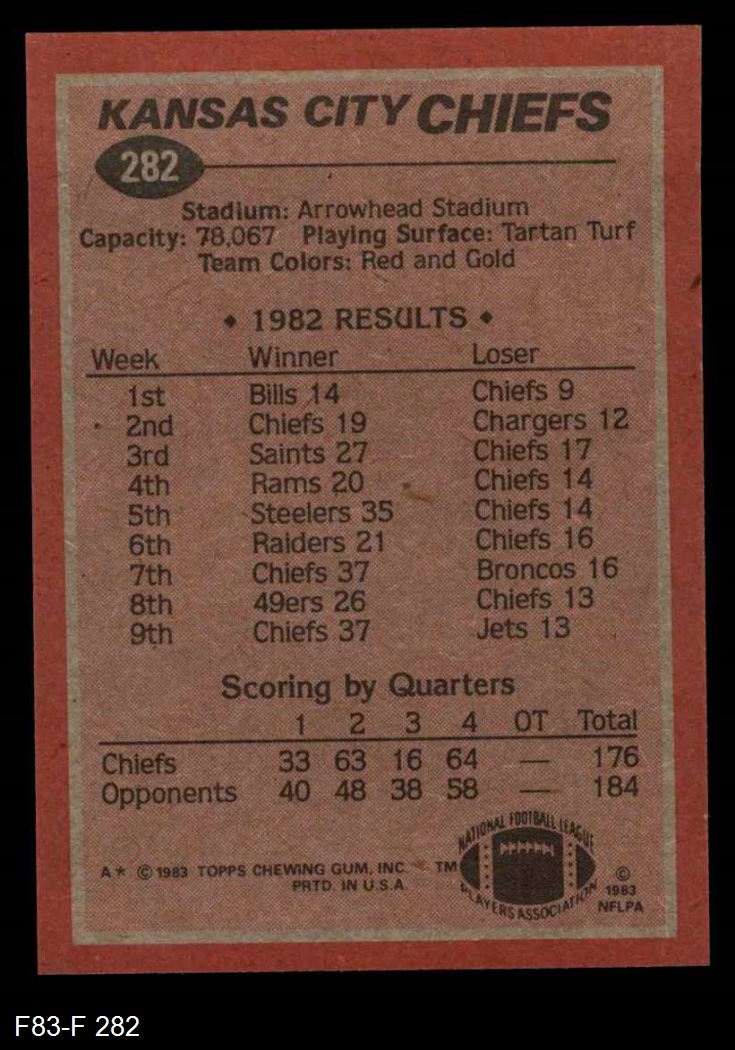 KANSAS CITY CHIEFS
282
Stadium: Arrowhead Stadium
Capacity: 78,067 Playing Surface: Tartan Turf
Team Colors: Red and Gold
♦ 1982 RESULTS ♦
Week Winner Loser
1st Bills 14 Chiefs 9
2nd Chiefs 19 Chargers 12
3rd Saints 27 Chiefs 17
4th Rams 20 Chiefs 14
5th Steelers 35 Chiefs 14
6th Raiders 21 Chiefs 16
7th Chiefs 37 Broncos 16
8th 49ers 26 Chiefs 13
9th Chiefs 37 Jets 13
Scoring by Quarters
1 2 3 4 OT Total
Chiefs 33 63 16 64 — 176
Opponents 40 48 38 58 — 184
NATIONAL FOOTBALL LEAGUE
PLAYERS ASSOCIATION
A* © 1983 TOPPS CHEWING GUM, INC. TM
PRTD. IN U.S.A.
©
1983
NFLPA
F83-F 282